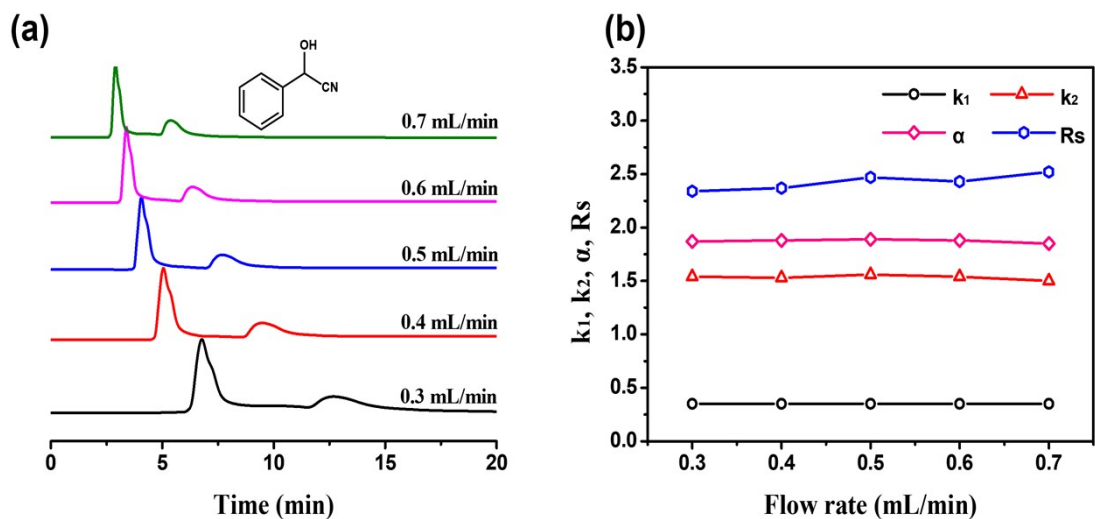 (a)
OH
CN
0.7 mL/min
0.6 mL/min
0.5 mL/min
0.4 mL/min
0.3 mL/min
0 5 10 15 20
Time (min)
(b)
k₁, k₂, α, Rs
3.5
3.0
2.5
2.0
1.5
1.0
0.5
0.0
k₁ k₂
α Rs
0.3 0.4 0.5 0.6 0.7
Flow rate (mL/min)